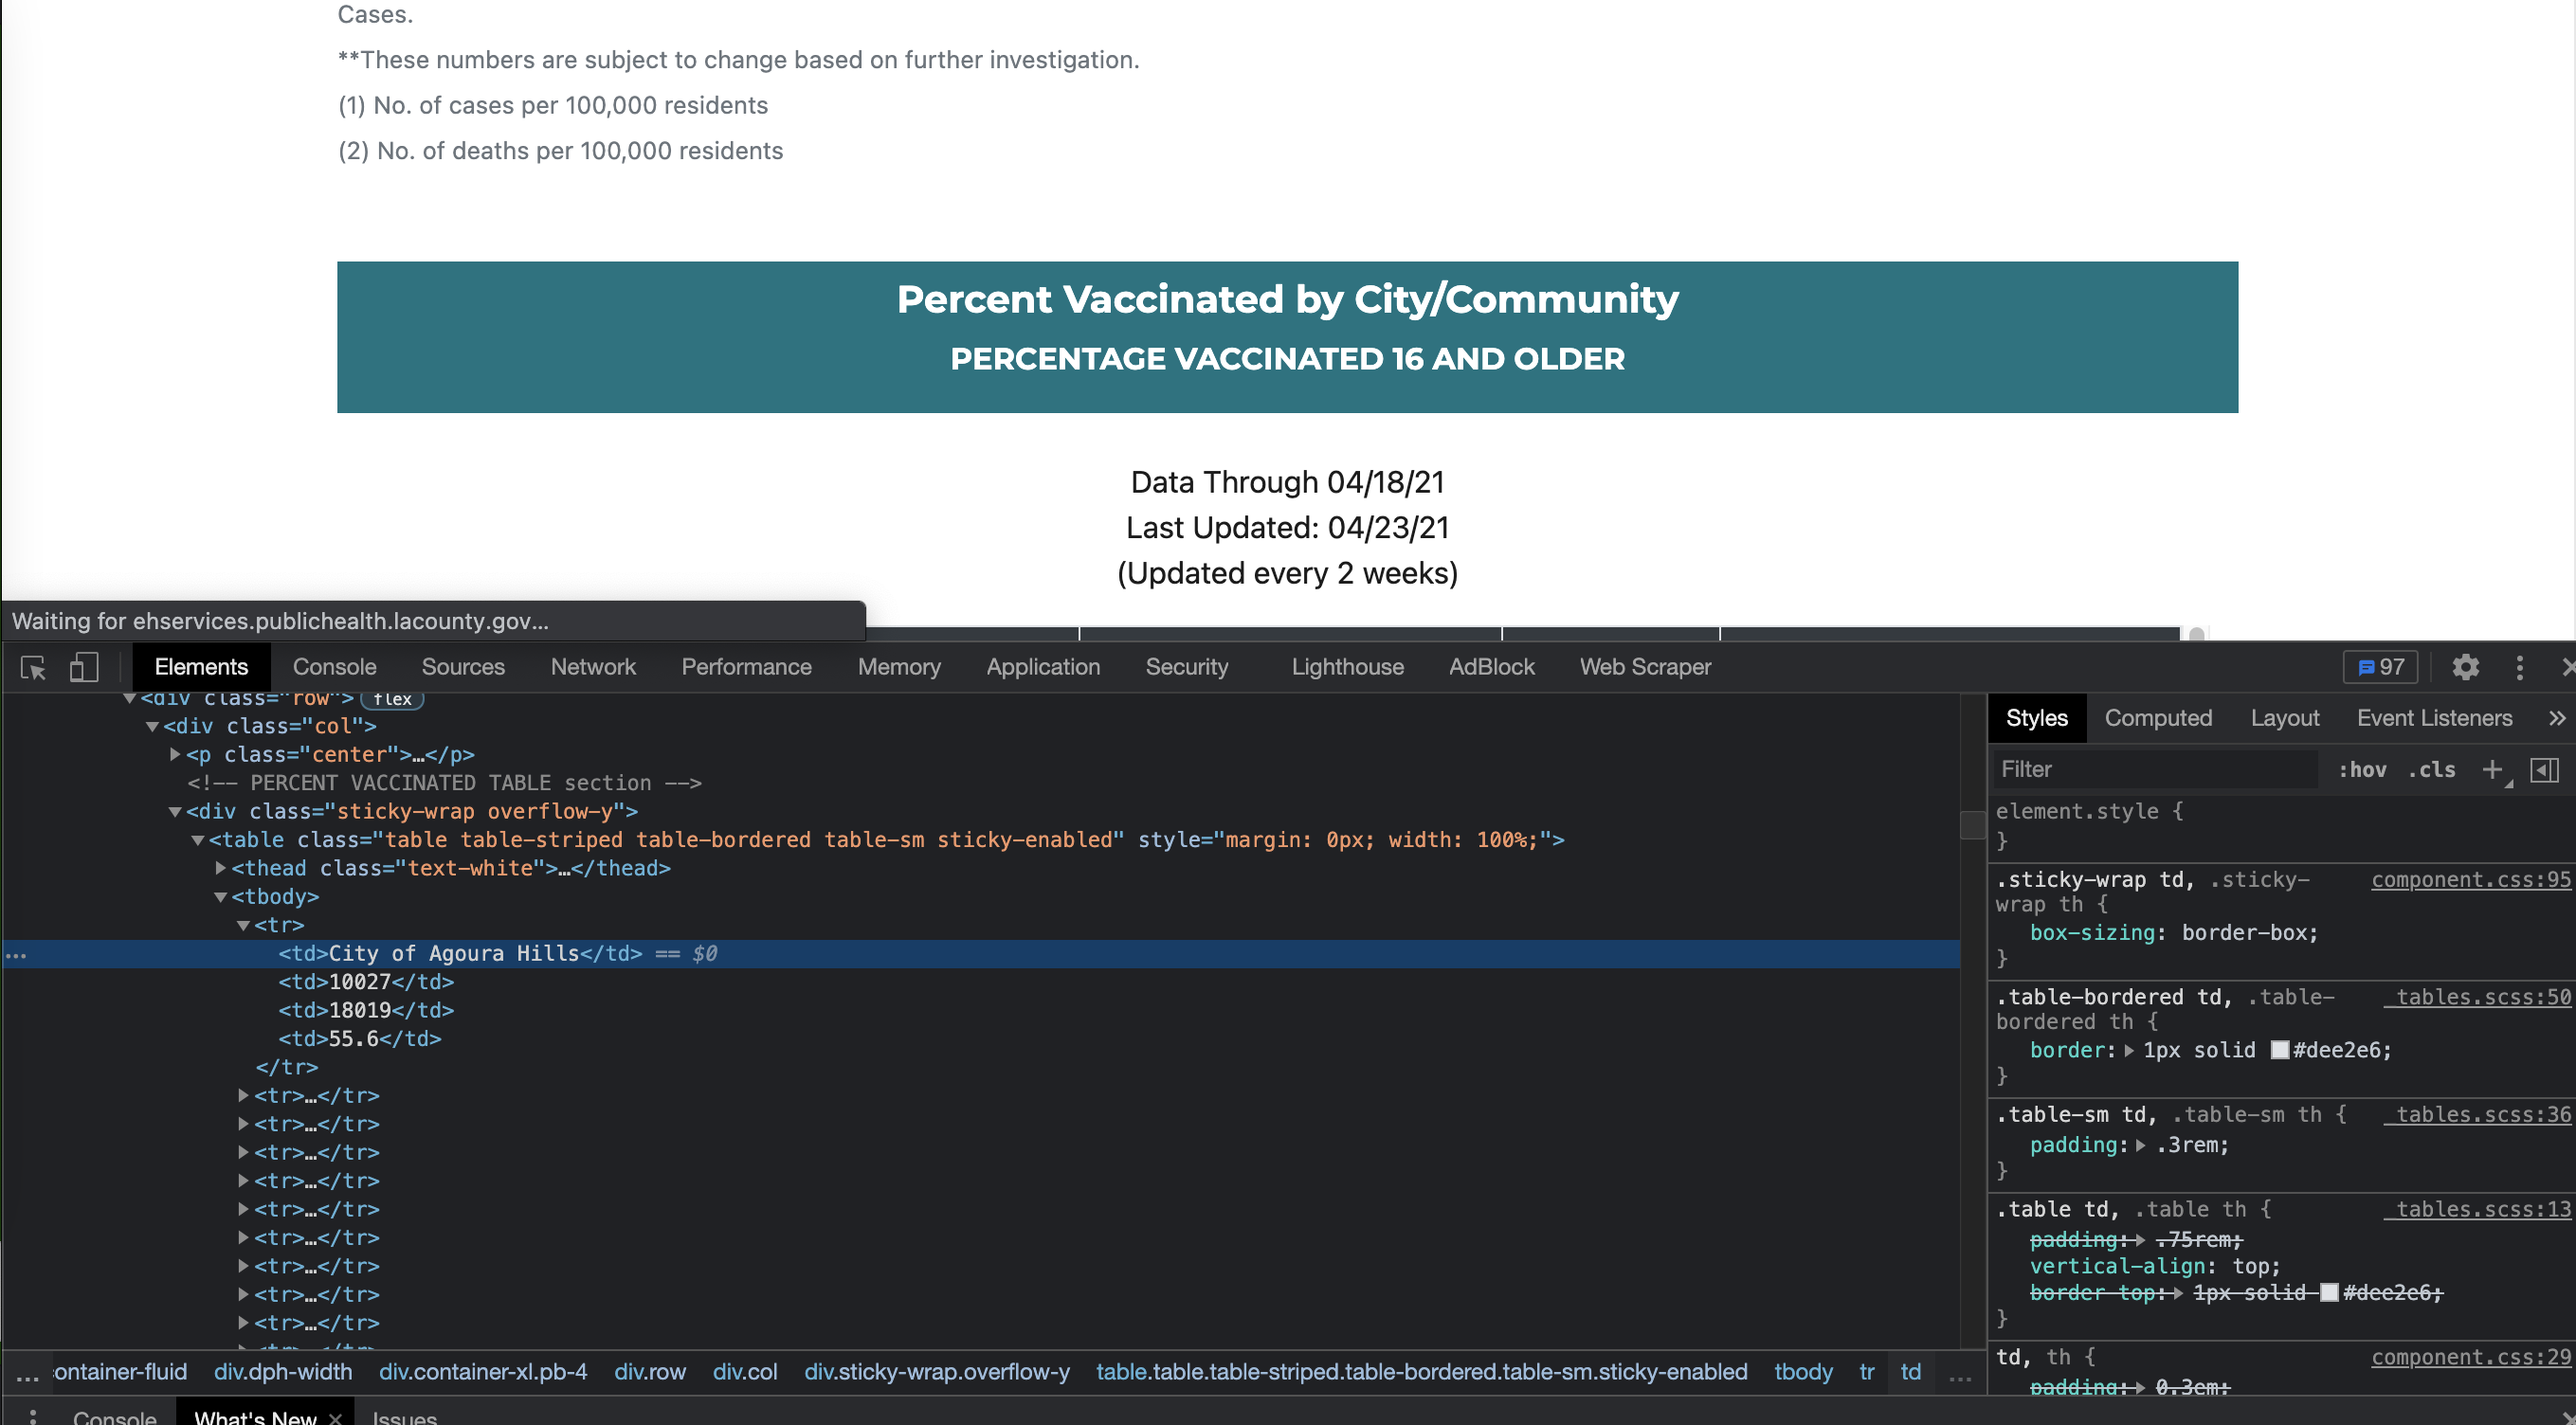 Cases.
**These numbers are subject to change based on further investigation.
(1) No. of cases per 100,000 residents
(2) No. of deaths per 100,000 residents
Percent Vaccinated by City/Community
PERCENTAGE VACCINATED 16 AND OLDER
Data Through 04/18/21
Last Updated: 04/23/21
(Updated every 2 weeks)
Waiting for ehservices.publichealth.lacounty.gov...
Elements Console Sources Network Performance Memory Application Security Lighthouse AdBlock Web Scraper 97
<div class="row"> flex
<div class="col">
<p class="center">…</p>
<!-- PERCENT VACCINATED TABLE section -->
<div class="sticky-wrap overflow-y">
<table class="table table-striped table-bordered table-sm sticky-enabled" style="margin: 0px; width: 100%;">
<thead class="text-white">…</thead>
<tbody>
<tr>
<td>City of Agoura Hills</td> == $0
<td>10027</td>
<td>18019</td>
<td>55.6</td>
</tr>
<tr>…</tr>
<tr>…</tr>
<tr>…</tr>
<tr>…</tr>
<tr>…</tr>
<tr>…</tr>
<tr>…</tr>
<tr>…</tr>
<tr>…</tr>
... ontainer-fluid div.dph-width div.container-xl.pb-4 div.row div.col div.sticky-wrap.overflow-y table.table.table-striped.table-bordered.table-sm.sticky-enabled tbody tr td ...
Console What's New Issues
Styles Computed Layout Event Listeners
Filter :hov .cls
element.style {
}
.sticky-wrap td, .sticky- component.css:95
wrap th {
box-sizing: border-box;
}
.table-bordered td, .table- _tables.scss:50
bordered th {
border: 1px solid #dee2e6;
}
.table-sm td, .table-sm th { _tables.scss:36
padding: .3rem;
}
.table td, .table th { _tables.scss:13
padding: .75rem;
vertical-align: top;
border-top: 1px solid #dee2e6;
}
td, th { component.css:29
padding: 0.3em;